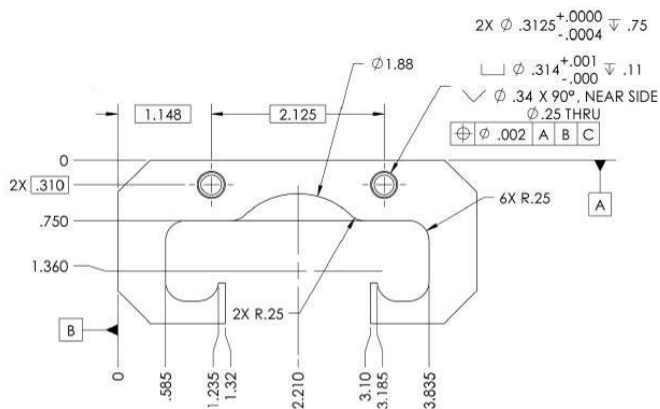 2X ⌀ .3125 +.0000 -.0004 ↧ .75
⌴ ⌀ .314 +.001 -.000 ↧ .11
⌵ ⌀ .34 X 90°, NEAR SIDE
⌀.25 THRU
⌖ ⌀ .002 A B C
⌀1.88
1.148
2.125
0
2X .310
.750
1.360
6X R.25
2X R.25
A
B
0
.585
1.235
1.32
2.210
3.10
3.185
3.835